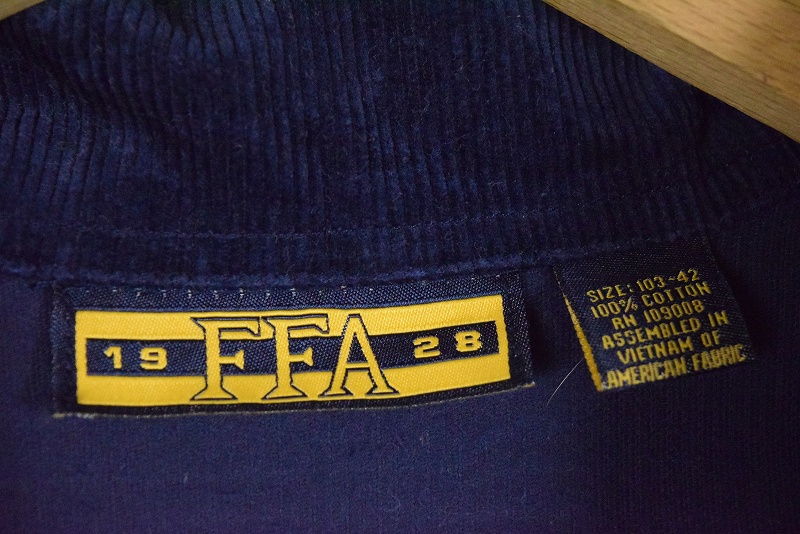 19 FFA 28
SIZE: 103-42
100% COTTON
RN 109008
ASSEMBLED IN
VIETNAM OF
AMERICAN FABRIC